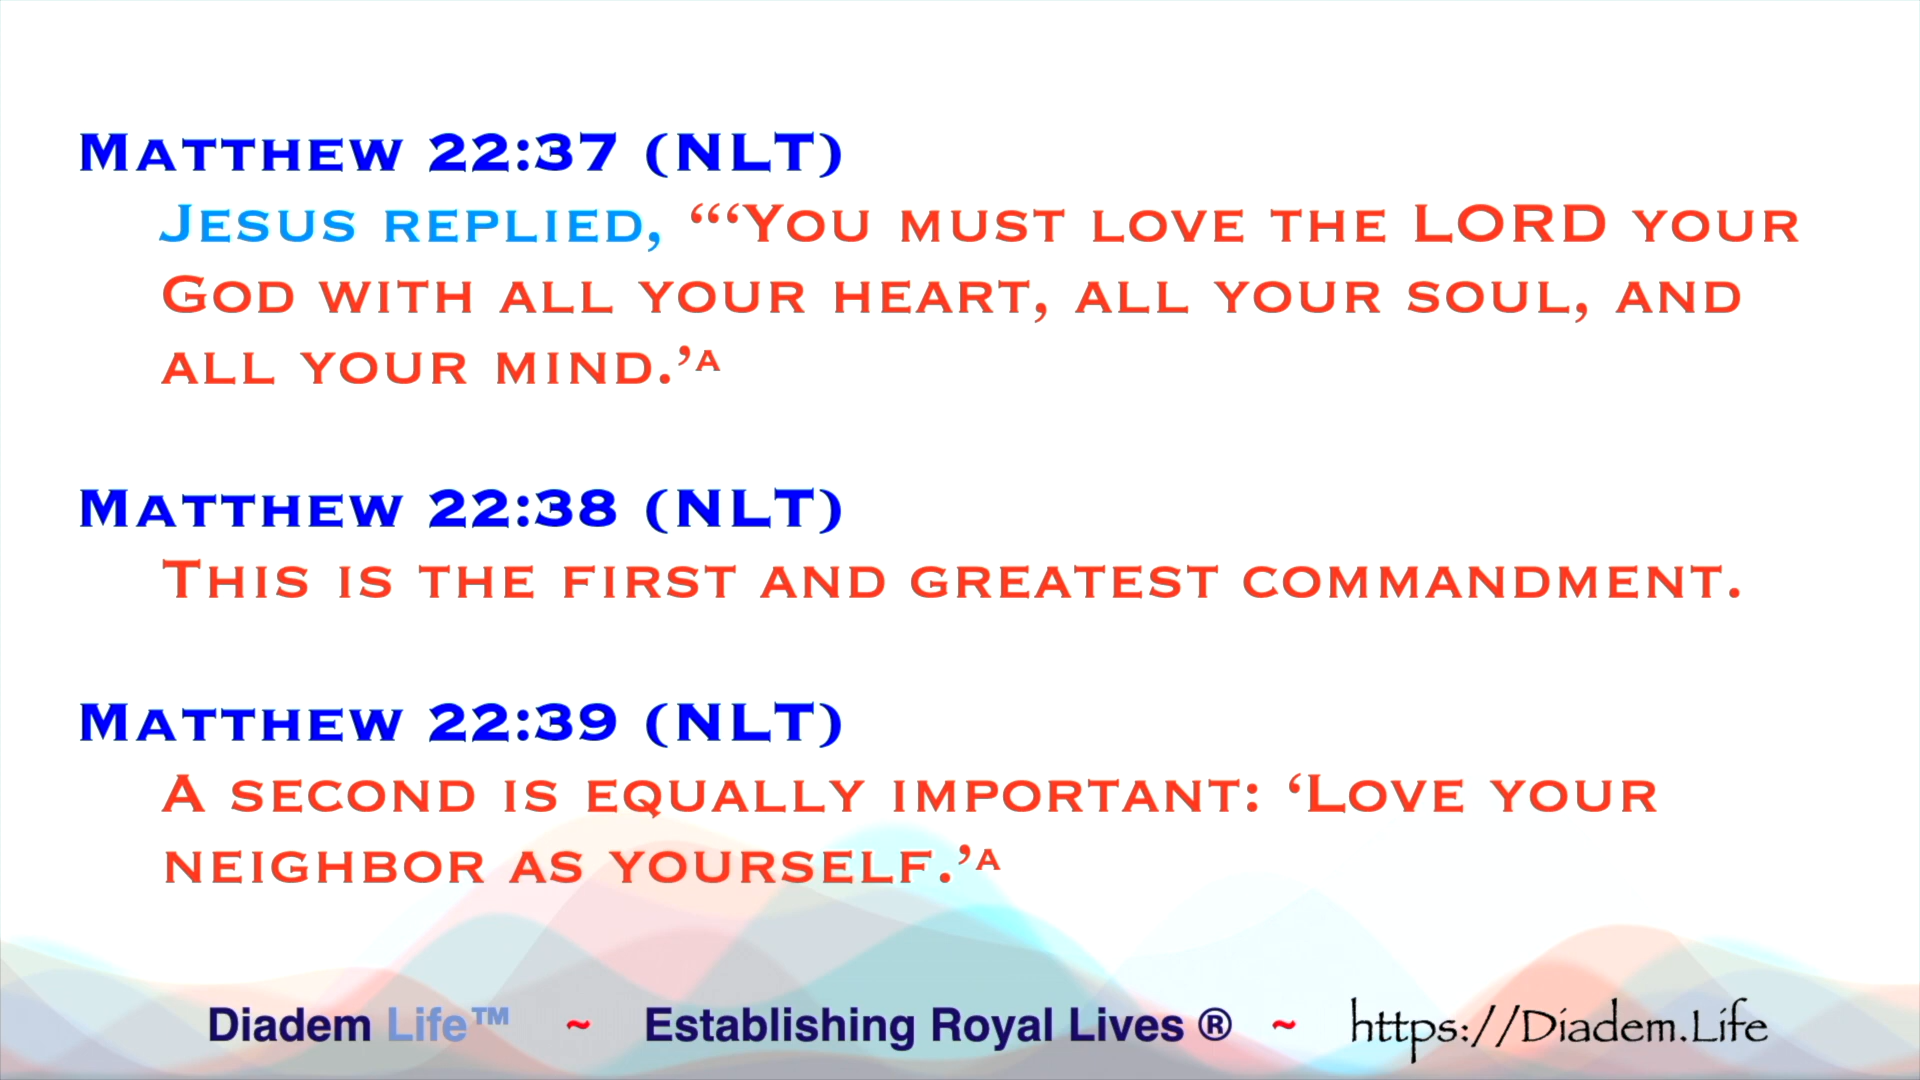 Matthew 22:37 (NLT)
Jesus replied, “‘“You must love the LORD your
God with all your heart, all your soul, and
all your mind.’ᴬ
Matthew 22:38 (NLT)
This is the first and greatest commandment.
Matthew 22:39 (NLT)
A second is equally important: ‘Love your
neighbor as yourself.’ᴬ
Diadem Life™ ~ Establishing Royal Lives ® ~ https://Diadem.Life